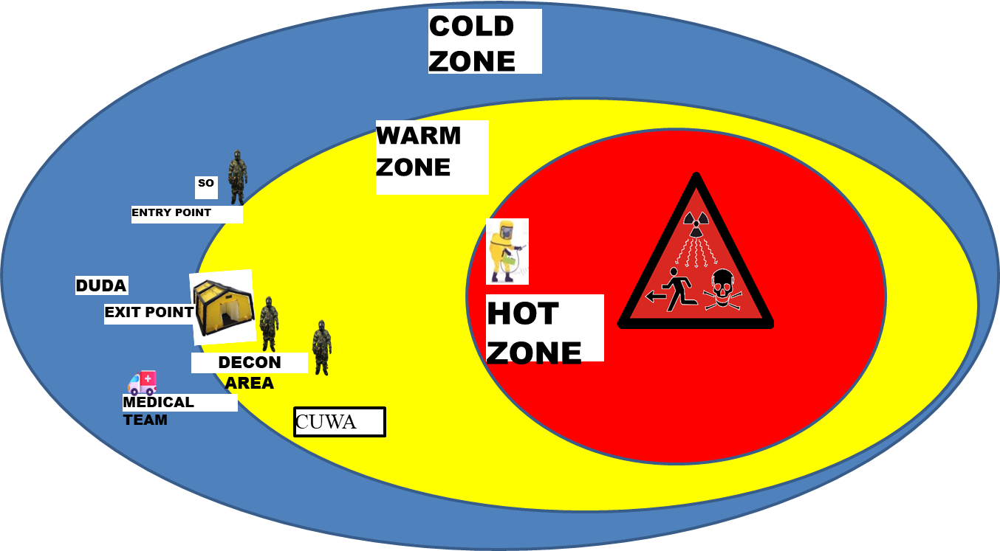 COLD
ZONE
WARM
ZONE
SO
ENTRY POINT
HOT
ZONE
DUDA
EXIT POINT
DECON
AREA
MEDICAL
TEAM
CUWA